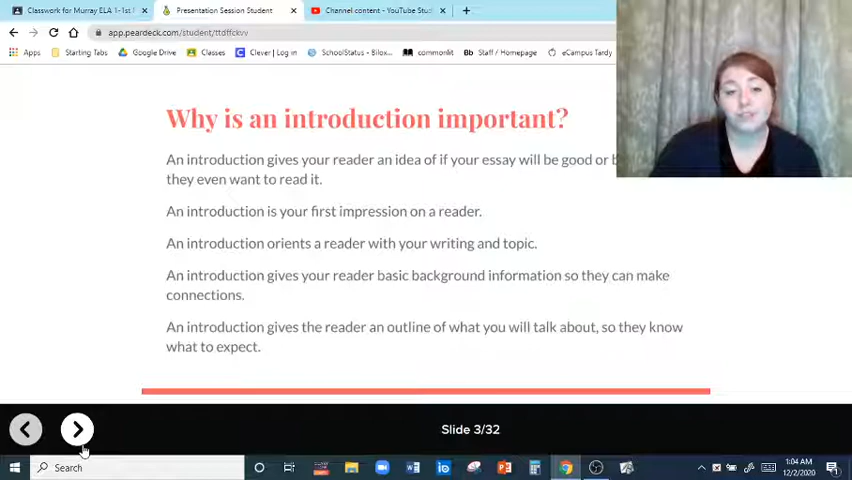 Classwork for Murray ELA 1-1st
Presentation Session Student
Channel content - YouTube Stud
app.peardeck.com/student/ttdffckvv
Apps
Starting Tabs
Google Drive
Classes
Clever | Log in
SchoolStatus - Bilox...
commonlit
Bb Staff / Homepage
eCampus Tardy
Why is an introduction important?
An introduction gives your reader an idea of if your essay will be good or
they even want to read it.
An introduction is your first impression on a reader.
An introduction orients a reader with your writing and topic.
An introduction gives your reader basic background information so they can make
connections.
An introduction gives the reader an outline of what you will talk about, so they know
what to expect.
Slide 3/32
Search
1:04 AM
12/2/2020